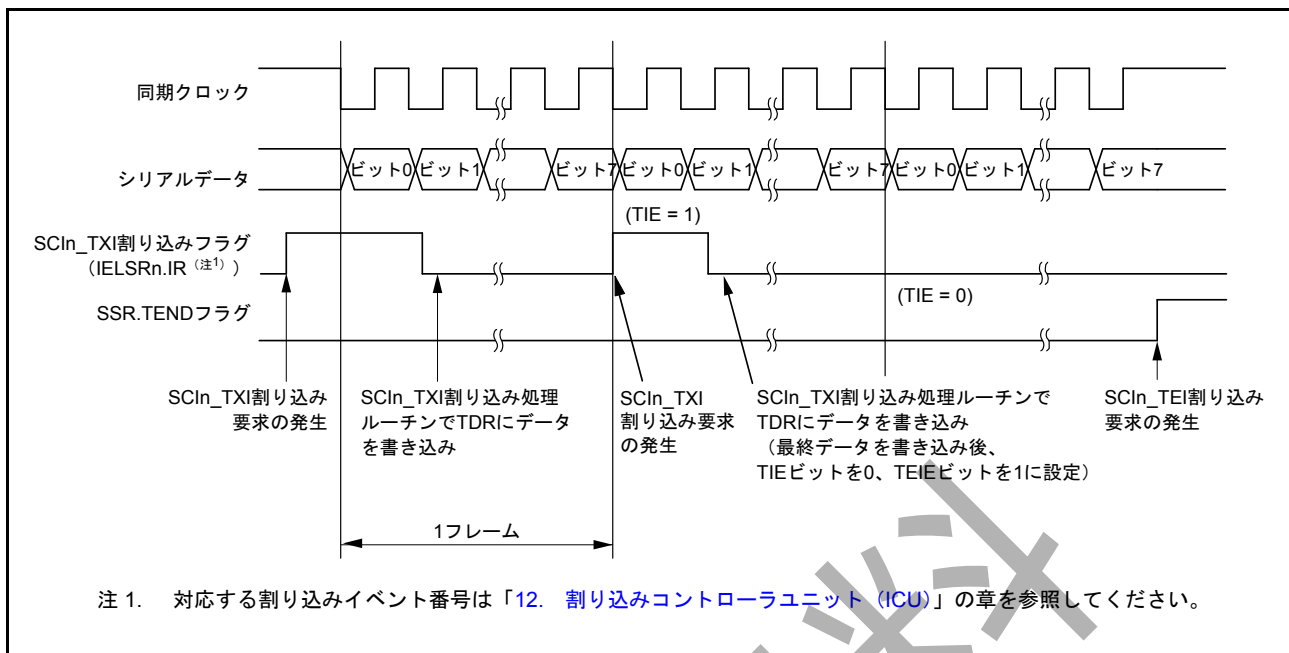 同期クロック
シリアルデータ
ビット0 ビット1 ビット7 ビット0 ビット1 ビット7 ビット0 ビット1 ビット7
(TIE = 1)
SCIn_TXI割り込みフラグ
（IELSRn.IR（注1））
(TIE = 0)
SSR.TENDフラグ
SCIn_TXI割り込み
要求の発生
SCIn_TXI割り込み処理
ルーチンでTDRにデータ
を書き込み
SCIn_TXI
割り込み要求
の発生
SCIn_TXI割り込み処理ルーチンで
TDRにデータを書き込み
（最終データを書き込み後、
TIEビットを0、TEIEビットを1に設定）
SCIn_TEI割り込み
要求の発生
1フレーム
注 1. 対応する割り込みイベント番号は「12. 割り込みコントローラユニット（ICU）」の章を参照してください。